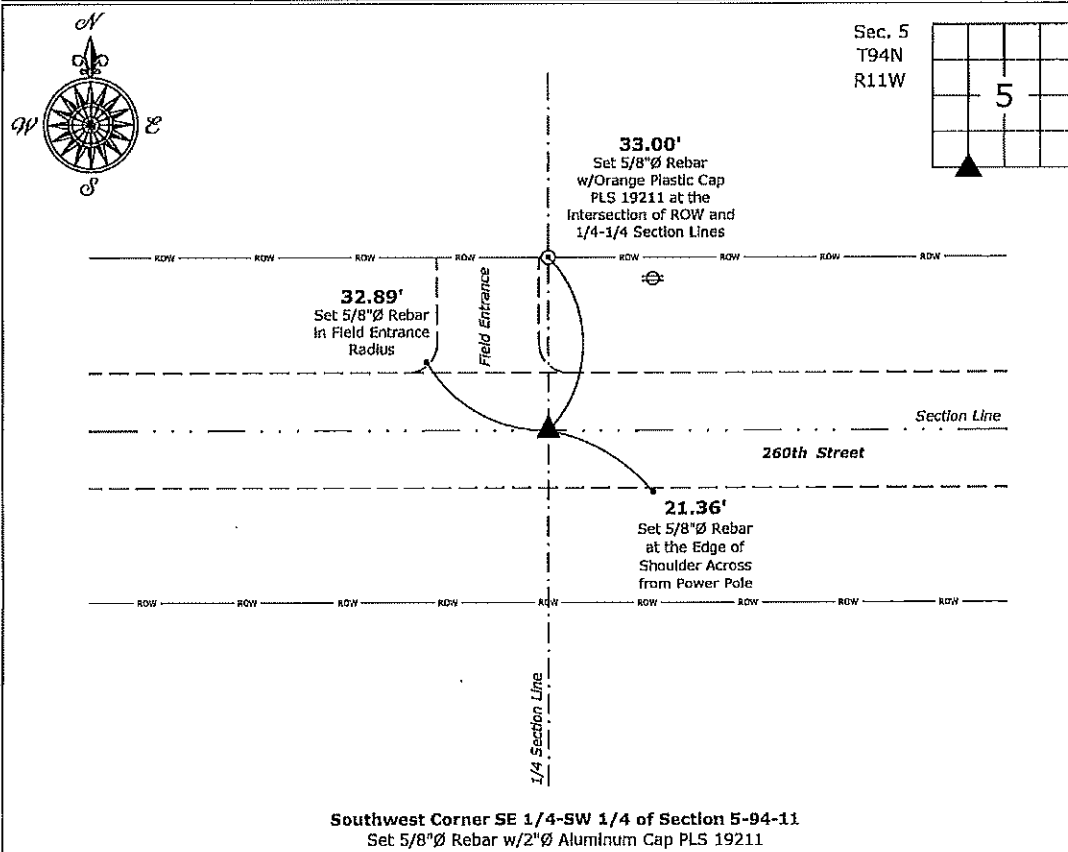 N
W
E
S
Sec. 5
T94N
R11W
5
33.00'
Set 5/8"Ø Rebar
w/Orange Plastic Cap
PLS 19211 at the
Intersection of ROW and
1/4-1/4 Section Lines
ROW ROW ROW ROW ROW ROW ROW ROW
32.89'
Set 5/8"Ø Rebar
in Field Entrance
Radius
Field Entrance
Section Line
260th Street
21.36'
Set 5/8"Ø Rebar
at the Edge of
Shoulder Across
from Power Pole
ROW ROW ROW ROW ROW ROW ROW ROW ROW
1/4 Section Line
Southwest Corner SE 1/4-SW 1/4 of Section 5-94-11
Set 5/8"Ø Rebar w/2"Ø Aluminum Cap PLS 19211